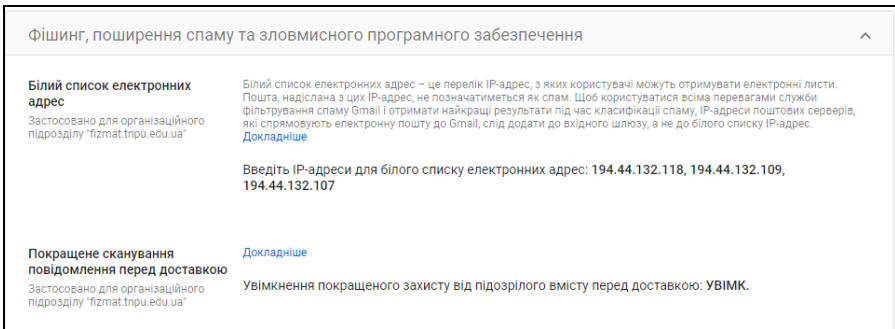 Фішинг, поширення спаму та зловмисного програмного забезпечення
Білий список електронних
адрес
Застосовано для організаційного
підрозділу "fizmat.tnpu.edu.ua"
Білий список електронних адрес – це перелік IP-адрес, з яких користувачі можуть отримувати електронні листи.
Пошта, надіслана з цих IP-адрес, не позначатиметься як спам. Щоб користуватися всіма перевагами служби
фільтрування спаму Gmail і отримати найкращі результати під час класифікації спаму, IP-адреси поштових серверів,
які спрямовують електронну пошту до Gmail, слід додати до вхідного шлюзу, а не до білого списку IP-адрес.
Докладніше
Введіть IP-адреси для білого списку електронних адрес: 194.44.132.118, 194.44.132.109,
194.44.132.107
Покращене сканування
повідомлення перед доставкою
Застосовано для організаційного
підрозділу "fizmat.tnpu.edu.ua"
Докладніше
Увімкнення покращеного захисту від підозрілого вмісту перед доставкою: УВІМК.